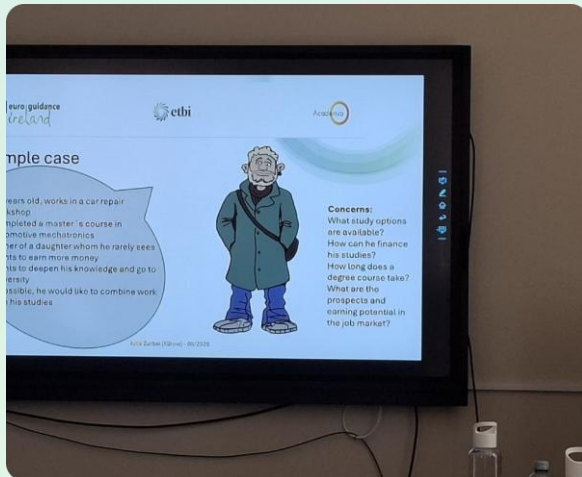 euro|guidance
ireland
etbi
Academia
mple case
years old, works in a car repair
kshop
mpleted a master´s course in
omotive mechatronics
her of a daughter whom he rarely sees
nts to earn more money
nts to deepen his knowledge and go to
versity
ossible, he would like to combine work
his studies
Concerns:
What study options
are available?
How can he finance
his studies?
How long does a
degree course take?
What are the
prospects and
earning potential in
the job market?